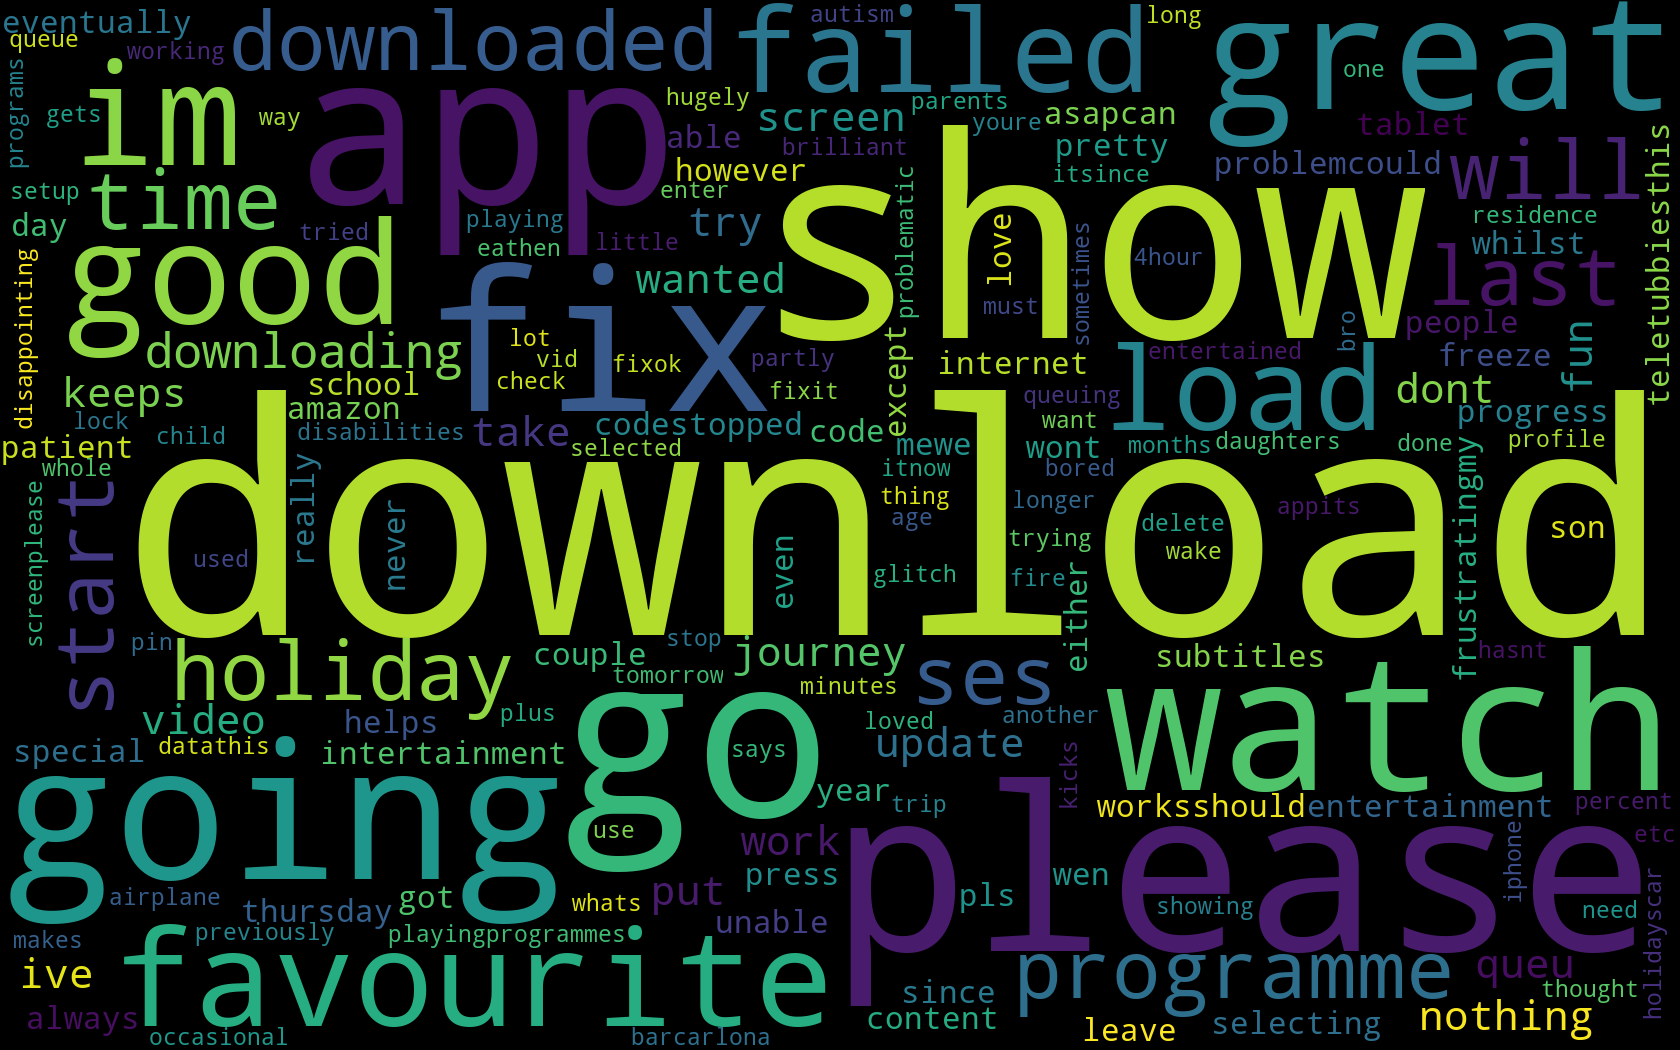 eventually
queue
working
downloaded
failed
autism
long
great
programs
gets
im
way
app
hugely
screen
parents
one
able
brilliant
youre
asapcan
tablet
however
pretty
problemcould
will
teletubbiesthis
setup
time
enter
itsince
day
tried
playing
try
problematic
residence
eathen
little
show
love
whilst
good
wanted
4hour
last
disappointing
fix
must
sometimes
people
downloading
lot
vid
fixok
partly
except
internet
load
entertained
bro
freeze
fun
keeps
school
check
fixit
queuing
dont
lock
amazon
want
progress
patient
child
disabilities
take
codestopped
code
mewe
wont
months
daughters
done
profile
whole
selected
itnow
bored
screenplease
start
download
really
never
thing
longer
appits
frustratingmy
used
age
delete
son
trying
wake
even
glitch
fire
either
pin
holiday
couple
stop
journey
ses
subtitles
hasnt
tomorrow
minutes
watch
video
helps
plus
go
loved
another
special
datathis
intertainment
says
update
kicks
going
year
trip
worksshould
entertainment
percent
use
work
please
iphone
etc
airplane
got
whats
put
press
pls
wen
thursday
showing
need
holidayscar
makes
previously
playingprogrammes
unable
ive
favourite
programme
queu
since
thought
always
content
leave
selecting
nothing
occasional
barcarlona